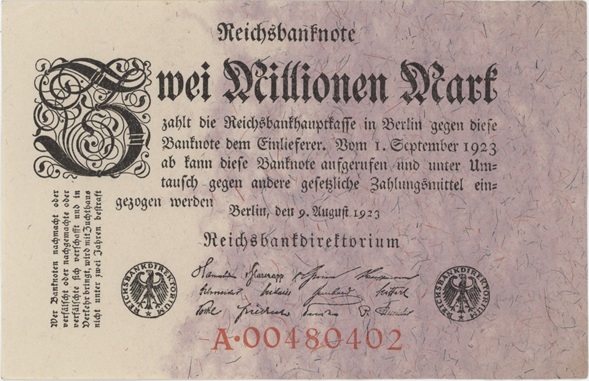 Reichsbanknote
Zwei Millionen Mark
zahlt die Reichsbankhauptkasse in Berlin gegen diese
Banknote dem Einlieferer. Vom 1. September 1923
ab kann diese Banknote aufgerufen und unter Um-
tausch gegen andere gesetzliche Zahlungsmittel ein-
gezogen werden
Berlin, den 9. August 1923
Reichsbankdirektorium
Wer Banknoten nachmacht oder
verfälscht oder nachgemachte oder
verfälschte sich verschafft und in
Verkehr bringt, wird mit Zuchthaus
nicht unter zwei Jahren bestraft
REICHSBANKDIREKTORIUM
REICHSBANKDIREKTORIUM
A·00480402